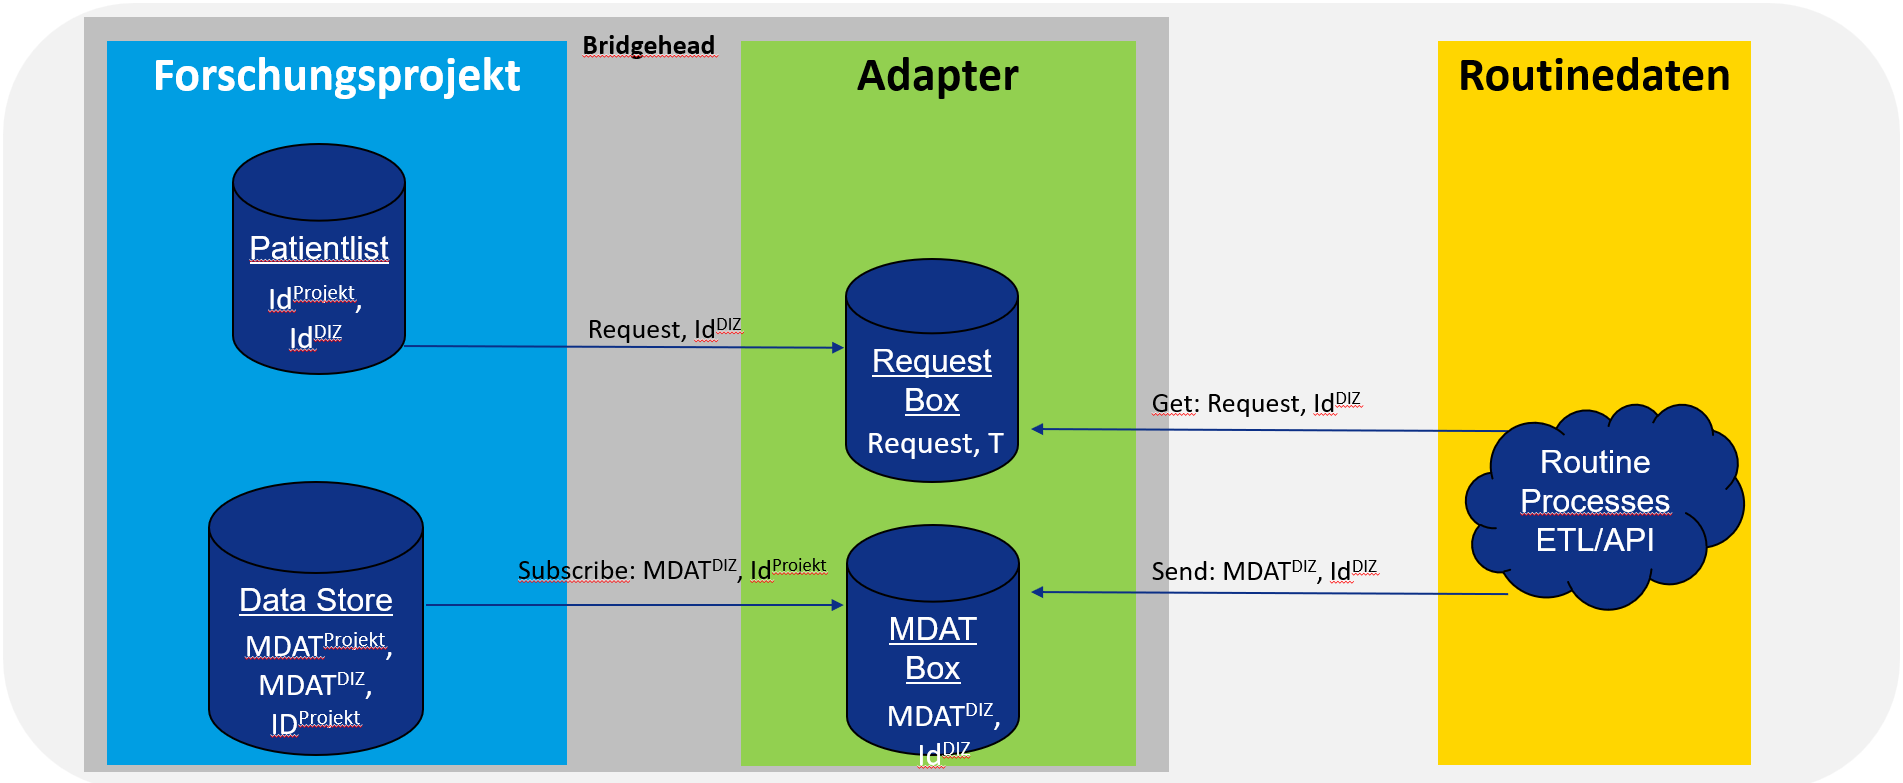 Bridgehead
Forschungsprojekt
Adapter
Routinedaten
Patientlist
Id^Projekt,
Id^DIZ
Request, Id^DIZ
Request
Box
Request, T
Get: Request, Id^DIZ
Routine
Processes
ETL/API
Data Store
MDAT^Projekt,
MDAT^DIZ,
ID^Projekt
Subscribe: MDAT^DIZ, Id^Projekt
MDAT
Box
MDAT^DIZ,
Id^DIZ
Send: MDAT^DIZ, Id^DIZ